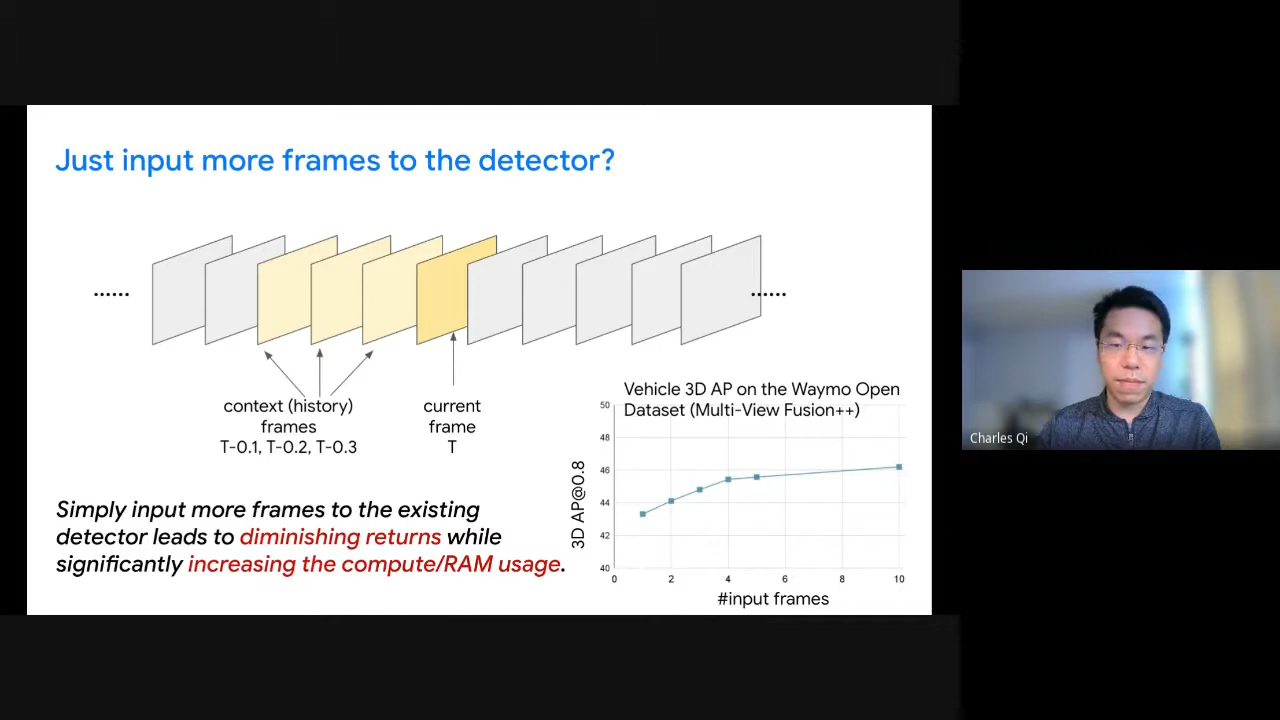 Just input more frames to the detector?
......
......
context (history)
frames
T-0.1, T-0.2, T-0.3
current
frame
T
Simply input more frames to the existing
detector leads to diminishing returns while
significantly increasing the compute/RAM usage.
Vehicle 3D AP on the Waymo Open
Dataset (Multi-View Fusion++)
3D AP@0.8
50
48
46
44
42
40
0 2 4 6 8 10
#input frames
Charles Qi